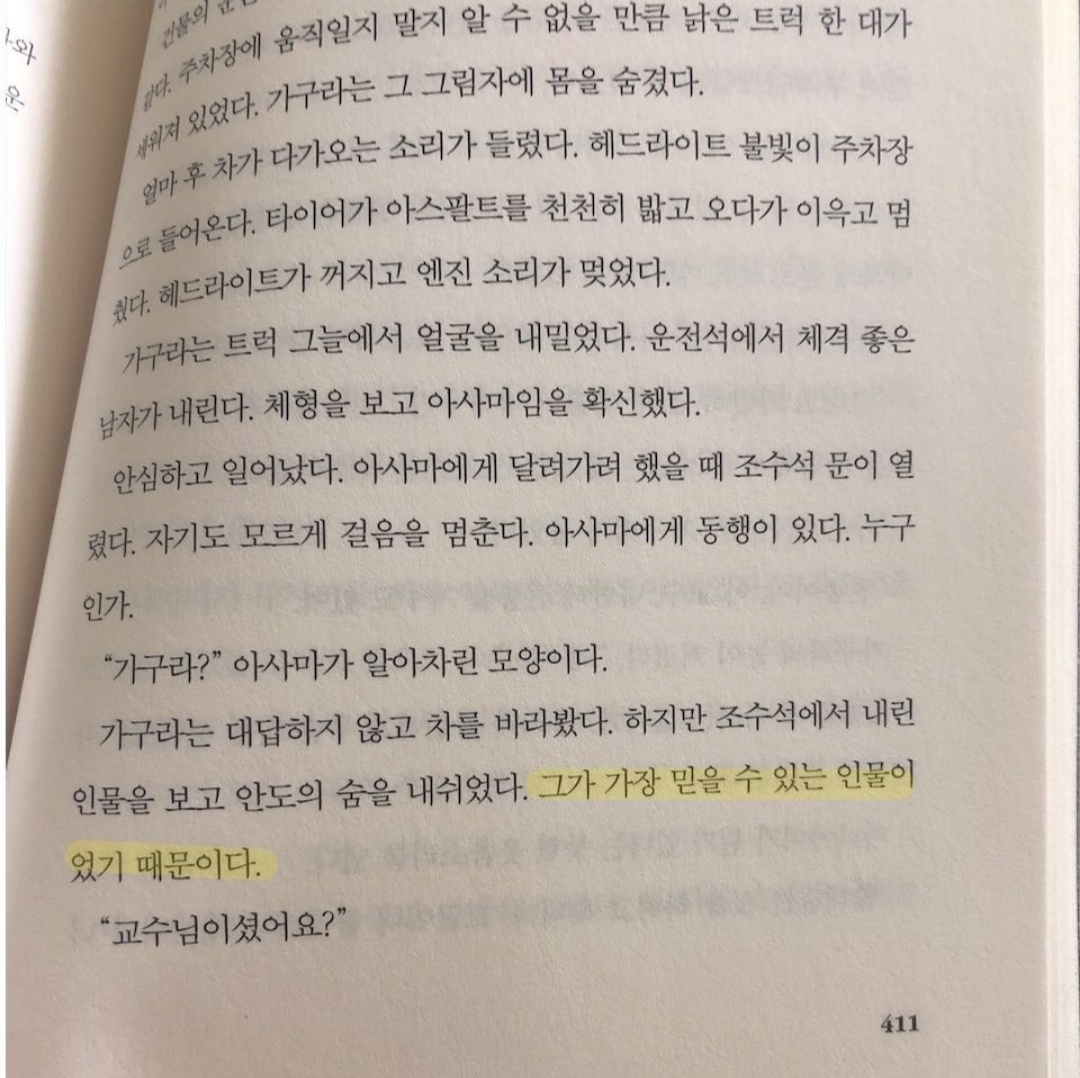 와
운
건물의
같다. 주차장에 움직일지 말지 알 수 없을 만큼 낡은 트럭 한 대가
세워져 있었다. 가구라는 그 그림자에 몸을 숨겼다.
얼마 후 차가 다가오는 소리가 들렸다. 헤드라이트 불빛이 주차장
으로 들어온다. 타이어가 아스팔트를 천천히 밟고 오다가 이윽고 멈
췄다. 헤드라이트가 꺼지고 엔진 소리가 멎었다.
가구라는 트럭 그늘에서 얼굴을 내밀었다. 운전석에서 체격 좋은
남자가 내린다. 체형을 보고 아사마임을 확신했다.
안심하고 일어났다. 아사마에게 달려가려 했을 때 조수석 문이 열
렸다. 자기도 모르게 걸음을 멈춘다. 아사마에게 동행이 있다. 누구
인가.
“가구라?” 아사마가 알아차린 모양이다.
가구라는 대답하지 않고 차를 바라봤다. 하지만 조수석에서 내린
인물을 보고 안도의 숨을 내쉬었다. 그가 가장 믿을 수 있는 인물이
었기 때문이다.
“교수님이셨어요?”
411